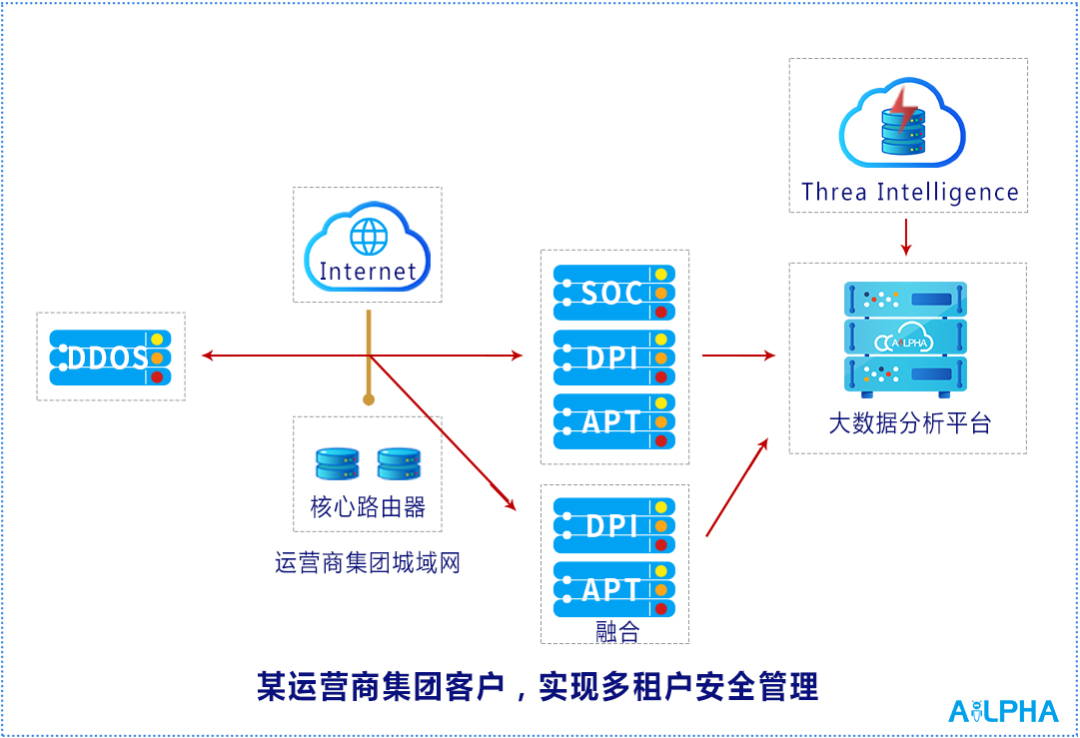 Threa Intelligence
Internet
DDOS
SOC
DPI
APT
AiLPHA
大数据分析平台
核心路由器
运营商集团城域网
DPI
APT
融合
某运营商集团客户，实现多租户安全管理
AiLPHA